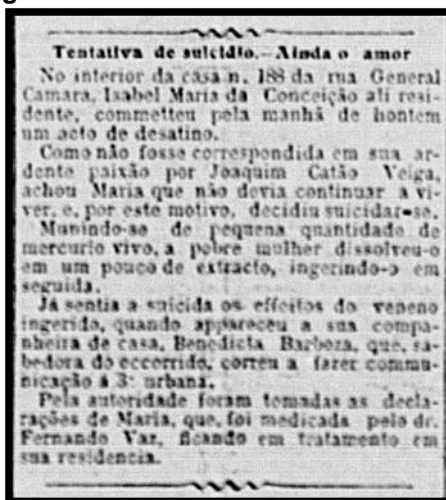 Tentativa de suicidio.—Ainda o amor
No interior da casa n. 188 da rua General
Camara, Isabel Maria da Conceição ali resi-
dente, commetteu pela manhã de hontem
um acto de desatino.
Como não fosse correspondida em sua ar-
dente paixão por Joaquim Catão Veiga,
achou Maria que não devia continuar a vi-
ver, e, por este motivo, decidiu suicidar-se.
Munindo-se de pequena quantidade de
mercurio vivo, a pobre mulher dissolveu-o
em um pouco de extracto, ingerindo-o em
seguida.
Já sentia a suicida os effeitos do veneno
ingerido, quando appareceu a sua compa-
nheira de casa, Benedicta Barboza, que, sa-
bedora do occorrido, correu a fazer commu-
nicação á 3ª urbana.
Pela autoridade foram tomadas as decla-
rações de Maria, que, foi medicada pelo dr.
Fernando Vaz, ficando em tratamento em
sua residencia.